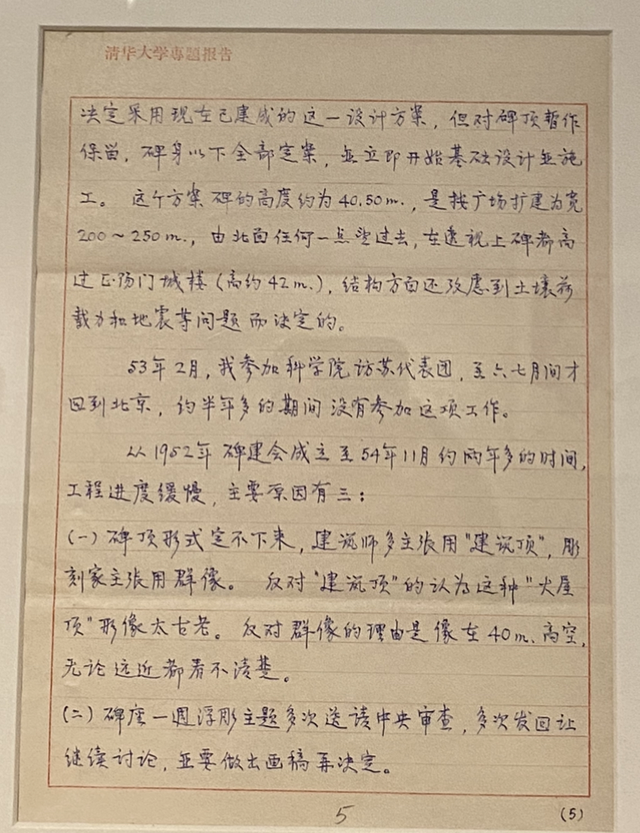 清华大学專題报告
决定采用现在已建成的这一设计方案，但对碑顶暂作
保留，碑身以下全部定案，並立即开始基础设计並施
工。 这个方案碑的高度约为40.50m.，是按广场扩建为宽
200～250m.，由北面任何一点望过去，在透视上碑都高
过正阳门城楼（高约42m.），结构方面还攷慮到土壤荷
载力和地震等问题而决定的。
53年2月，我参加科学院访苏代表团，至六七月间才
回到北京，约半年多的期间没有参加这项工作。
从1952年碑建会成立至54年11月约两年多的时间，
工程进度缓慢，主要原因有三：
(一) 碑顶形式定不下来，建筑师多主张用"建筑顶"，彫
刻家主张用群像。 反对"建筑顶"的认为这种"大屋
顶"形像太古老。反对群像的理由是像在40m.高空，
无论远近都看不清楚。
(二) 碑座一週浮彫主题多次送请中央审查，多次发回让
继续讨论，並要做出画稿再决定。
5
(5)